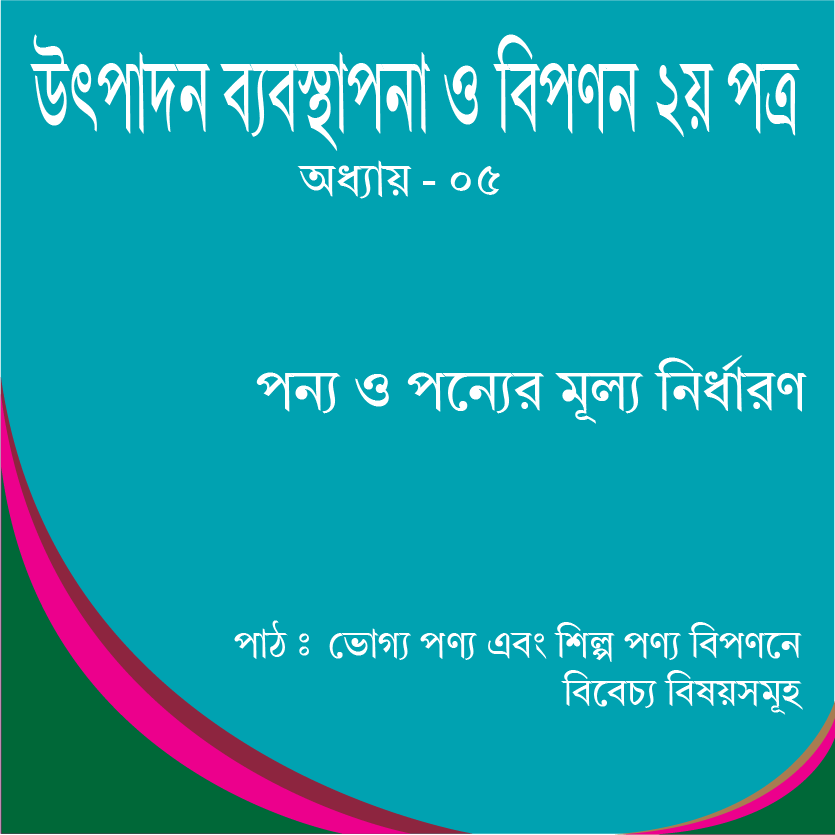 উৎপাদন ব্যবস্থাপনা ও বিপণন ২য় পত্র
অধ্যায় - ০৫
পন্য ও পন্যের মূল্য নির্ধারণ
পাঠ ঃ ভোগ্য পণ্য এবং শিল্প পণ্য বিপণনে
বিবেচ্য বিষয়সমূহ